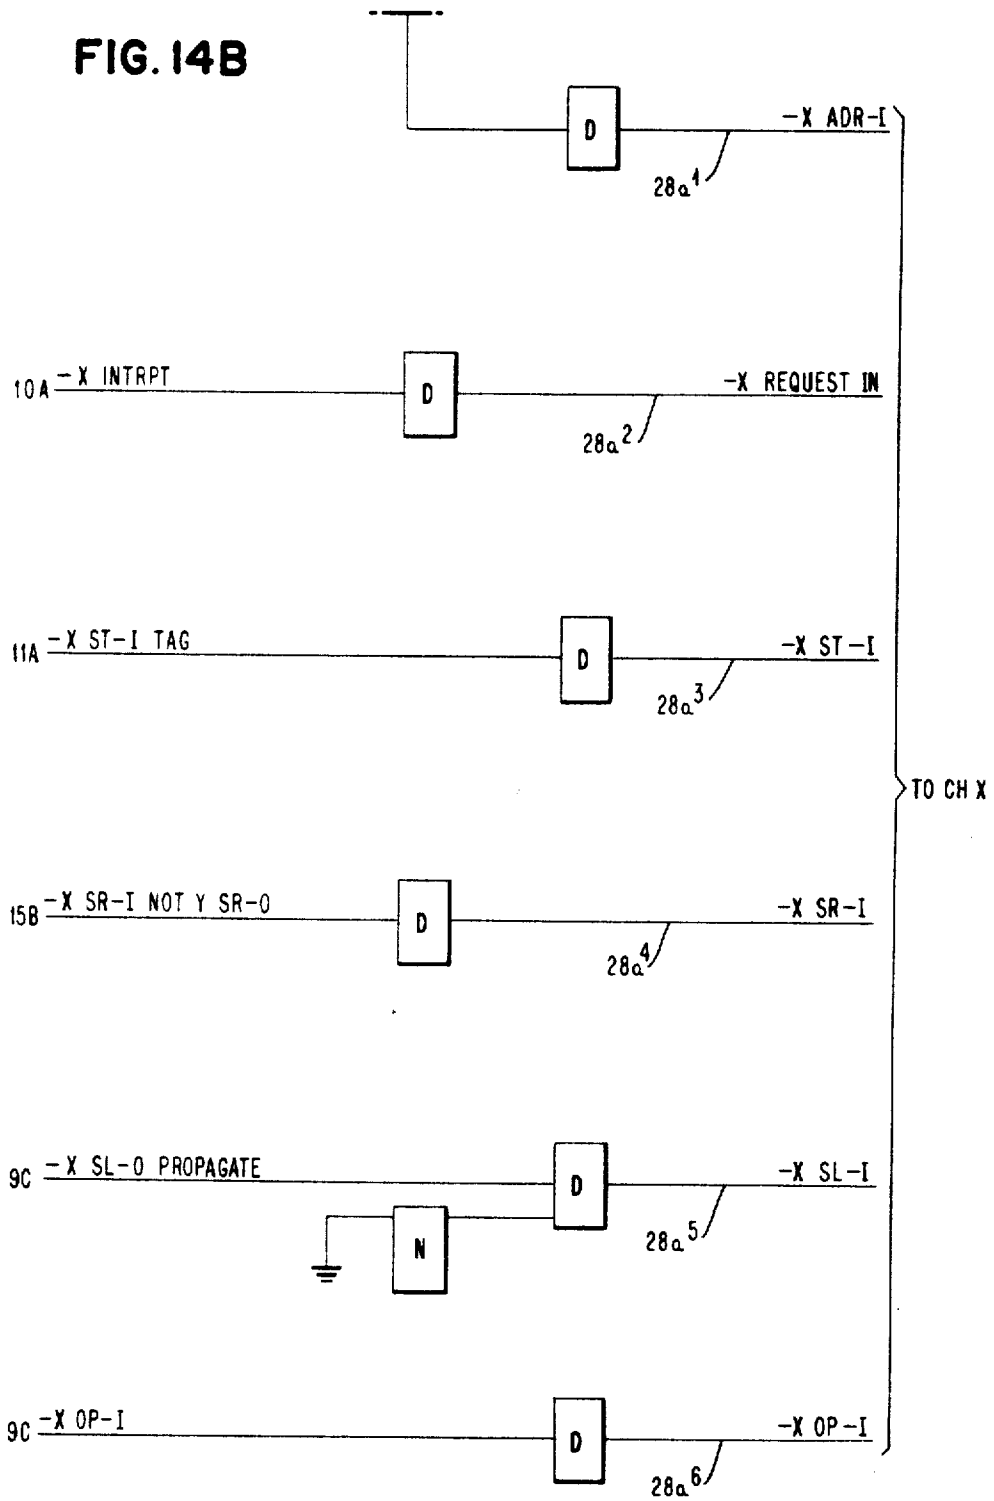 FIG. 14B
D
-X ADR-I
28a1
10A -X INTRPT
D
-X REQUEST IN
28a2
11A -X ST-I TAG
D
-X ST-I
28a3
TO CH X
15B -X SR-I NOT Y SR-O
D
-X SR-I
28a4
9C -X SL-O PROPAGATE
D
-X SL-I
28a5
N
9C -X OP-I
D
-X OP-I
28a6